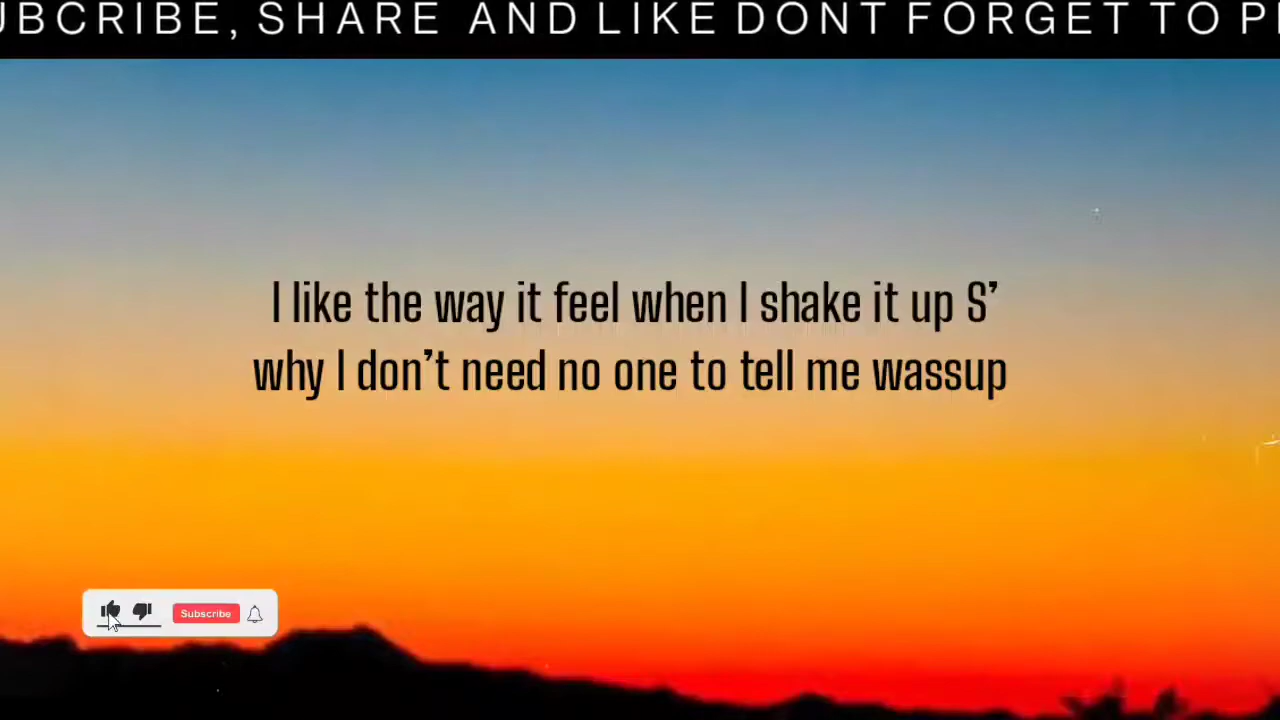 UBCRIBE, SHARE AND LIKE DONT FORGET TO P
I like the way it feel when I shake it up S’
why I don’t need no one to tell me wassup
Subscribe